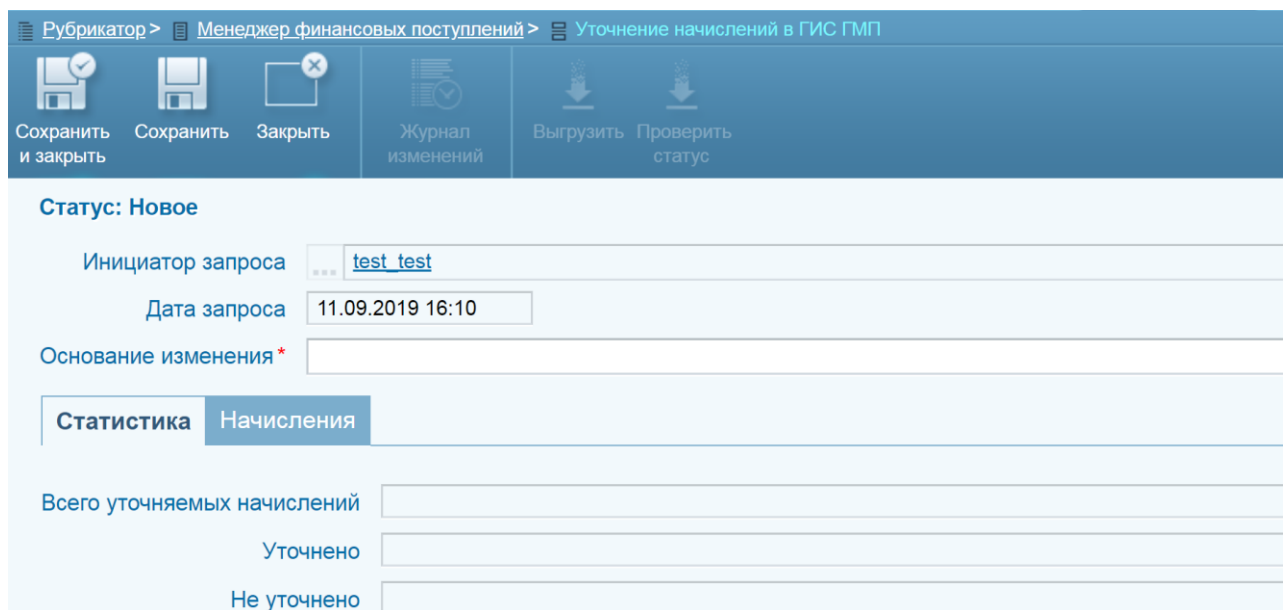 Рубрикатор > Менеджер финансовых поступлений > Уточнение начислений в ГИС ГМП
Сохранить и закрыть
Сохранить
Закрыть
Журнал изменений
Выгрузить
Проверить статус
Статус: Новое
Инициатор запроса ... test_test
Дата запроса 11.09.2019 16:10
Основание изменения *
Статистика Начисления
Всего уточняемых начислений
Уточнено
Не уточнено